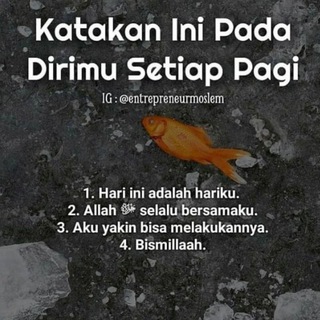 Katakan Ini Pada
Dirimu Setiap Pagi
IG : @entrepreneurmoslem
1. Hari ini adalah hariku.
2. Allah ﷻ selalu bersamaku.
3. Aku yakin bisa melakukannya.
4. Bismillaah.